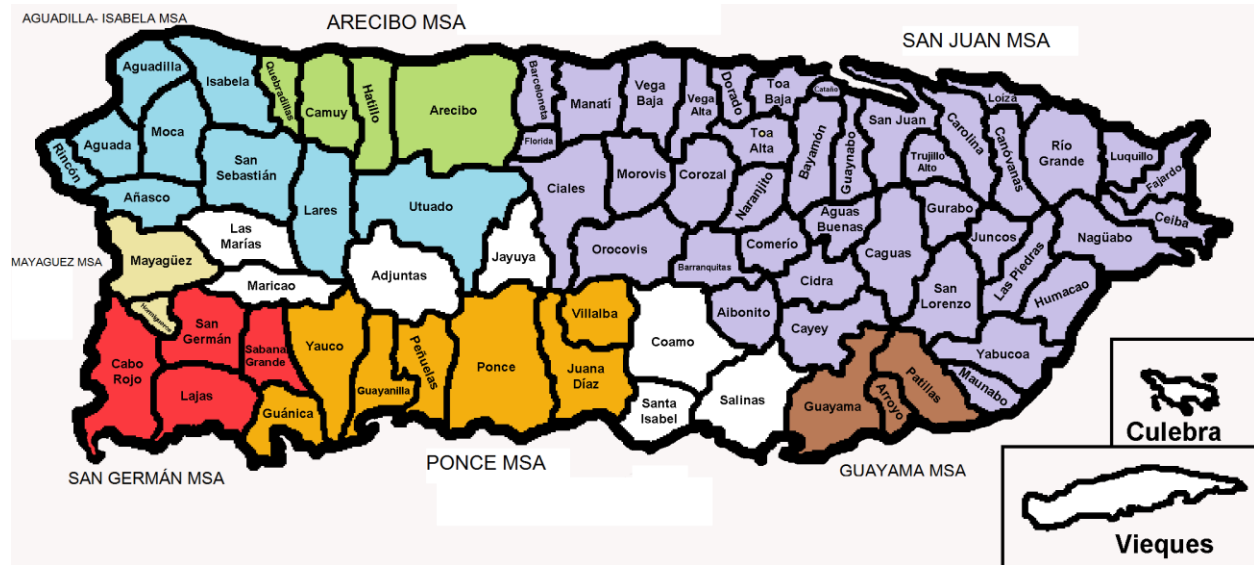 AGUADILLA- ISABELA MSA
ARECIBO MSA
SAN JUAN MSA
Aguadilla
Isabela
Quebradillas
Camuy
Hatillo
Arecibo
Barceloneta
Manatí
Vega
Baja
Vega
Alta
Dorado
Toa
Baja
Cataño
San Juan
Loíza
Carolina
Canóvanas
Río
Grande
Luquillo
Fajardo
Ceiba
Moca
Aguada
Rincón
San
Sebastián
Añasco
Lares
Utuado
Florida
Ciales
Morovis
Corozal
Toa
Alta
Naranjito
Bayamón
Guaynabo
Trujillo
Alto
Las
Marías
MAYAGUEZ MSA
Mayagüez
Maricao
Adjuntas
Jayuya
Orocovis
Barranquitas
Comerío
Aguas
Buenas
Caguas
Gurabo
Juncos
Las Piedras
Nagüabo
Humacao
Cidra
San
Lorenzo
Hormigueros
San
Germán
Sabana
Grande
Cabo
Rojo
Lajas
Yauco
Guánica
Guayanilla
Peñuelas
Ponce
Villalba
Juana
Díaz
Coamo
Aibonito
Cayey
Santa
Isabel
Salinas
Guayama
Arroyo
Patillas
Yabucoa
Maunabo
Culebra
SAN GERMÁN MSA
PONCE MSA
GUAYAMA MSA
Vieques